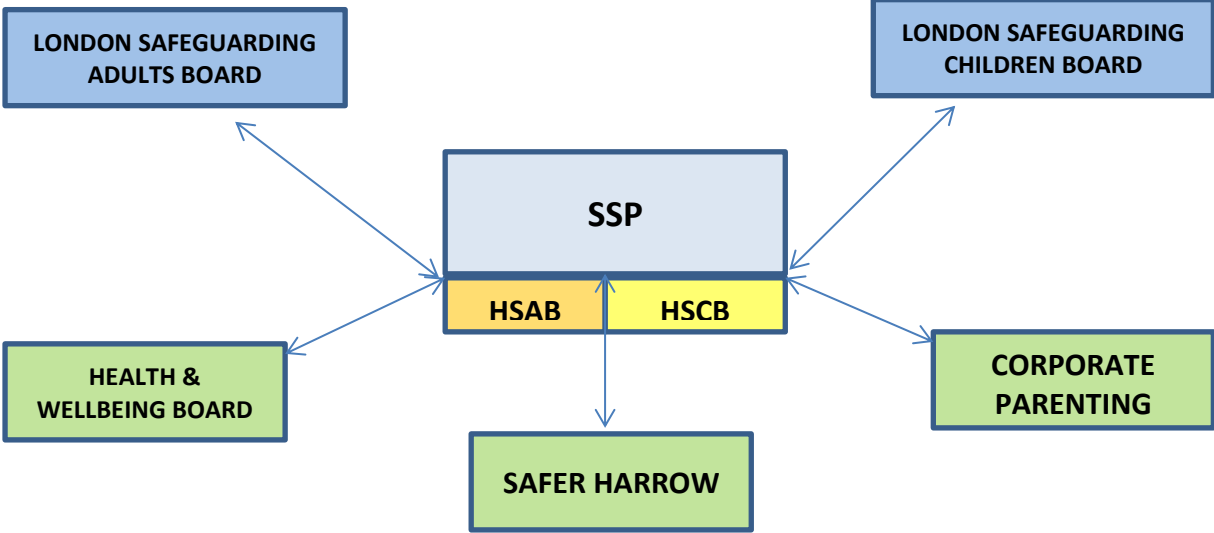 LONDON SAFEGUARDING
ADULTS BOARD
LONDON SAFEGUARDING
CHILDREN BOARD
SSP
HSAB
HSCB
HEALTH &
WELLBEING BOARD
CORPORATE
PARENTING
SAFER HARROW